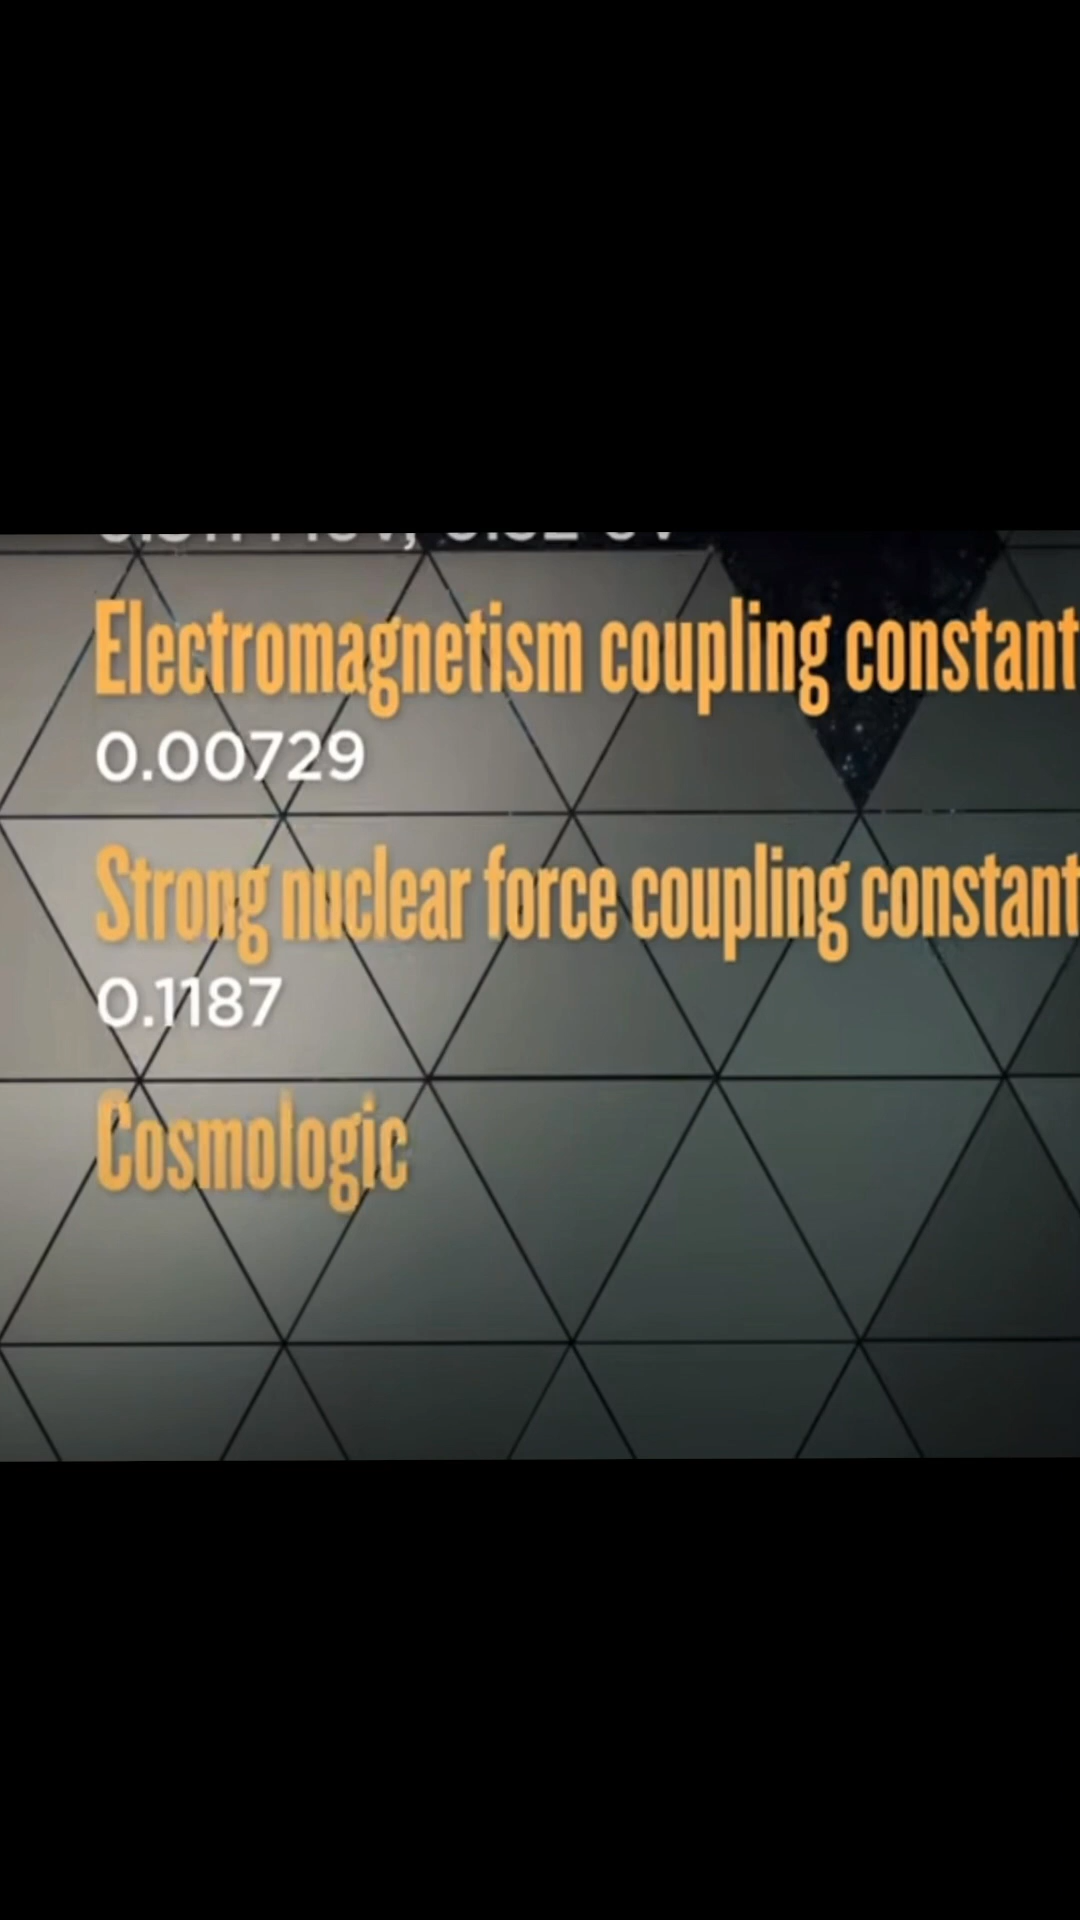 Electromagnetism coupling constant
0.00729
Strong nuclear force coupling constant
0.1187
Cosmologic